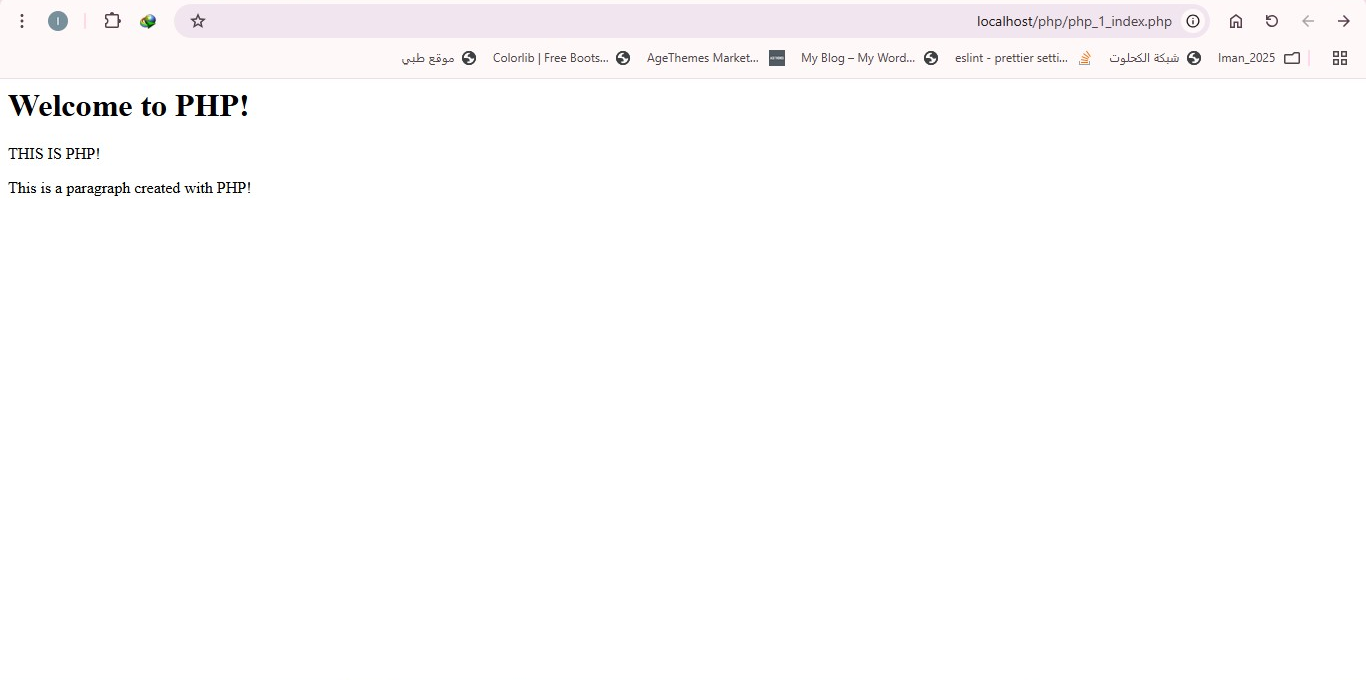 localhost/php/php_1_index.php
موقع طبي
Colorlib | Free Boots...
AgeThemes Market...
My Blog – My Word...
eslint - prettier setti...
شبكة الكحلوت
Iman_2025
Welcome to PHP!
THIS IS PHP!
This is a paragraph created with PHP!